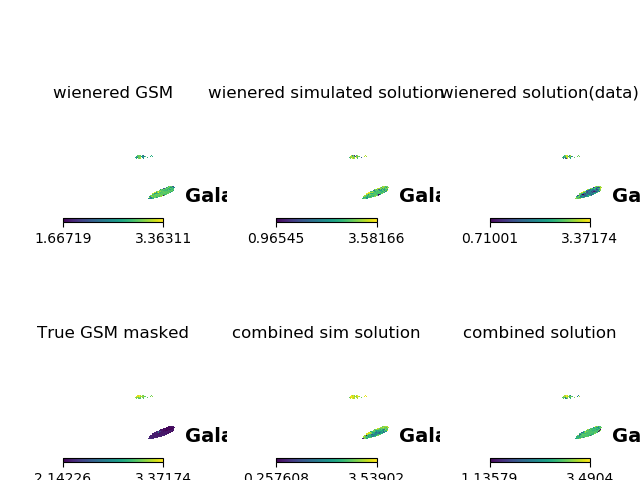 wienered GSM
wienered simulated solution
wienered solution(data)
Gala
Gala
Ga
1.66719 3.36311
0.96545 3.58166
0.71001 3.37174
True GSM masked
combined sim solution
combined solution
Gala
Gala
Ga
2.14226 3.37174
0.257608 3.53902
1.13579 3.4904